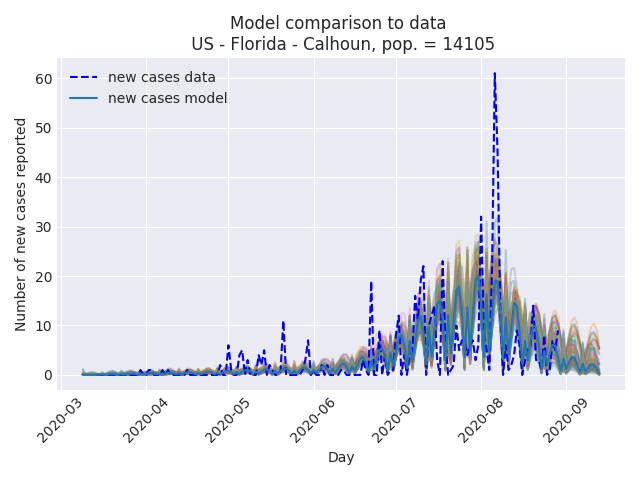 Model comparison to data
US - Florida - Calhoun, pop. = 14105
new cases data
new cases model
Number of new cases reported
60
50
40
30
20
10
0
2020-03
2020-04
2020-05
2020-06
2020-07
2020-08
2020-09
Day